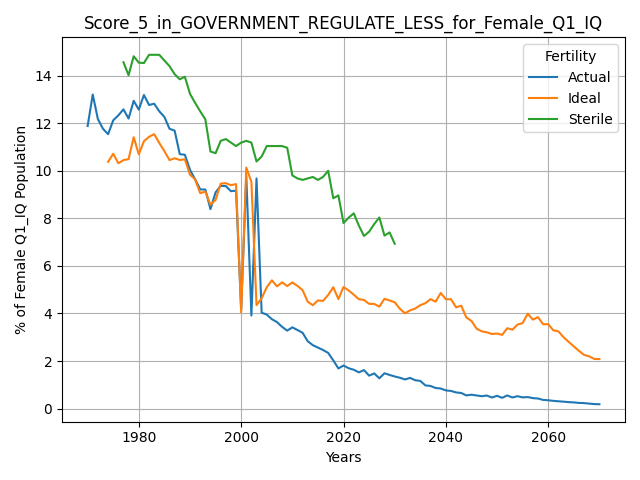 Score_5_in_GOVERNMENT_REGULATE_LESS_for_Female_Q1_IQ
Fertility
Actual
Ideal
Sterile
% of Female Q1_IQ Population
14
12
10
8
6
4
2
0
1980
2000
2020
2040
2060
Years